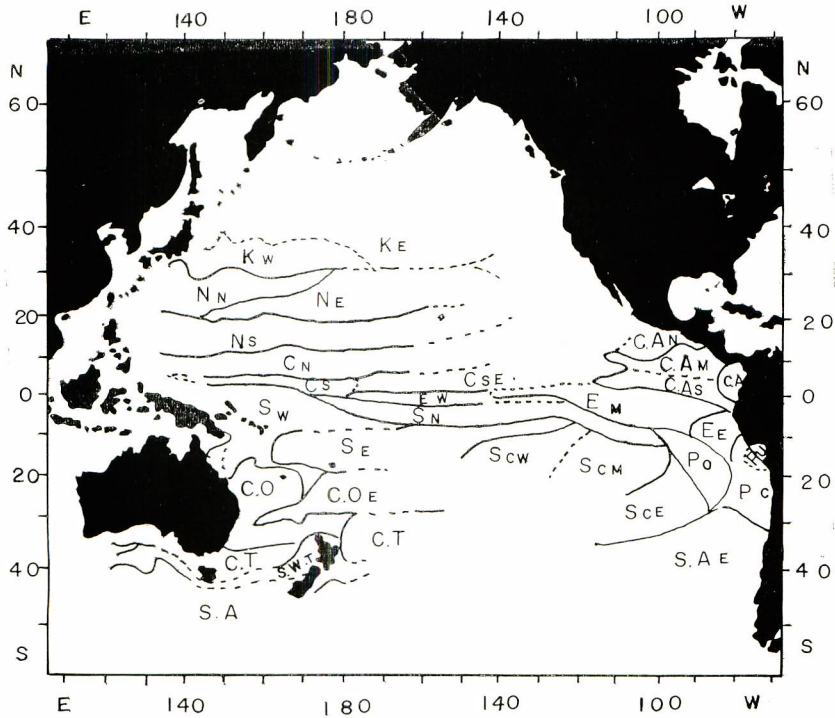 E 140 180 140 100 W
N N
60 60
40 40
KW KE
NN NE
20 20
NS C.AN
CN C.AM
CS CSE C.AS C.A
0 EW 0
SW SN EM
SE EE
20 C.O SCW SCM PO 20
C.OE SCE PC
C.T C.T
S.W.T S.AE
40 40
S.A
S S
E 140 180 140 100 W